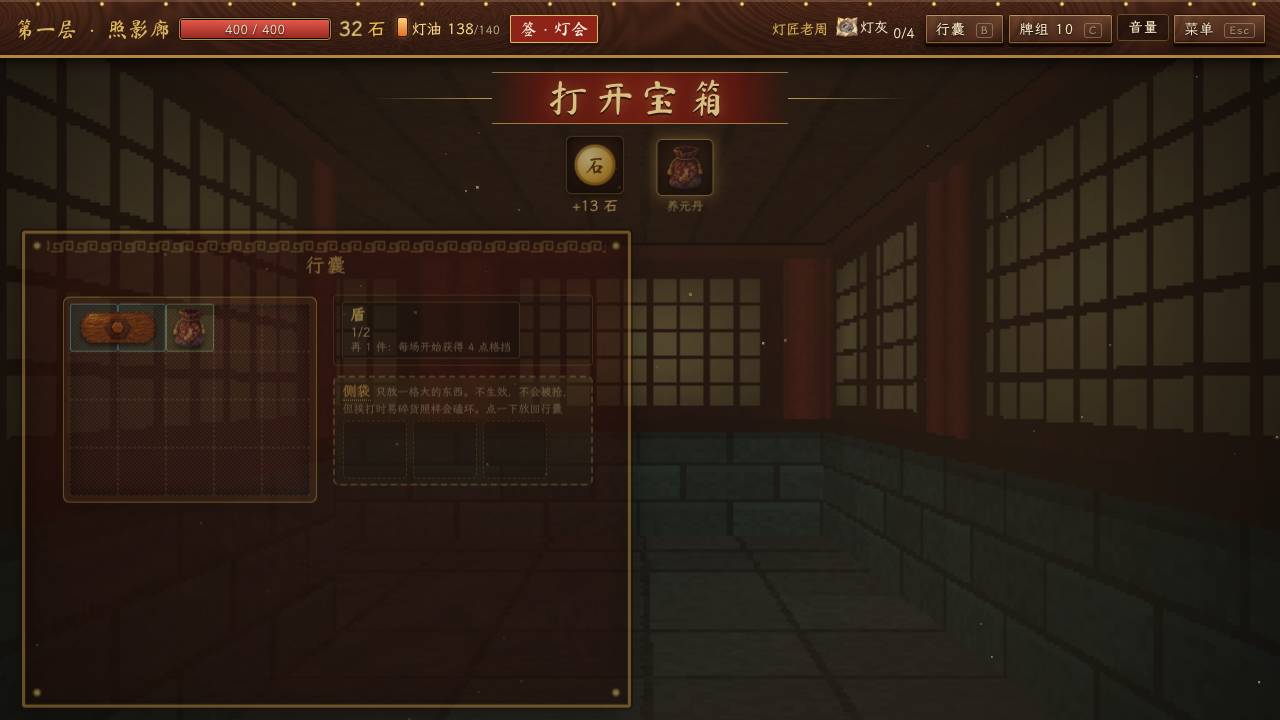 第一层 · 照影廊
400 / 400
32 石
灯油 138/140
签 · 灯会
灯匠老周
灯灰 0/4
行囊 B
牌组 10 C
音量
菜单 Esc
打开宝箱
石
+13 石
养元丹
行囊
盾
1/2
再 1 件: 每场开始获得 4 点格挡
侧袋 只放一格大的东西。不生效, 不会被抢,
但挨打时易碎货照样会磕坏。点一下放回行囊